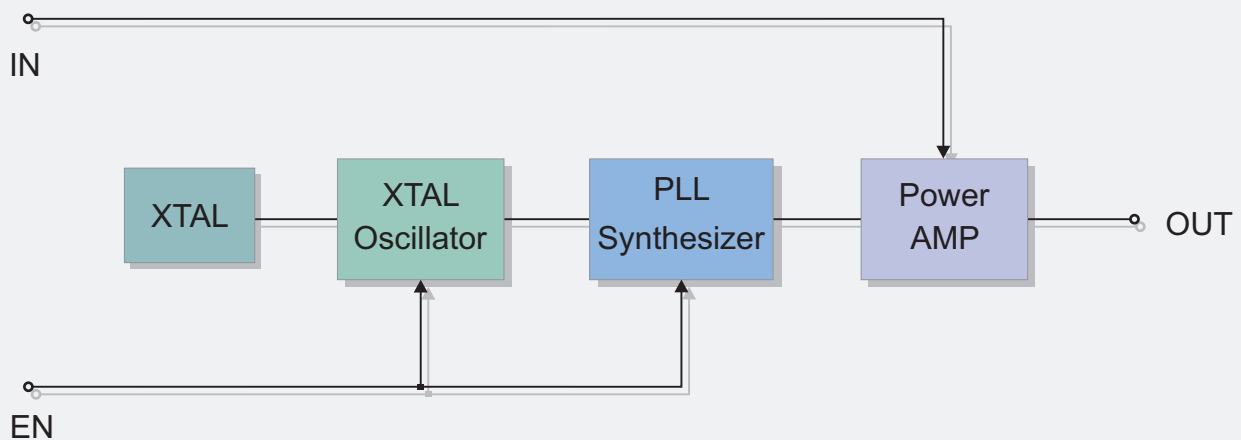 IN
XTAL
XTAL
Oscillator
PLL
Synthesizer
Power
AMP
OUT
EN